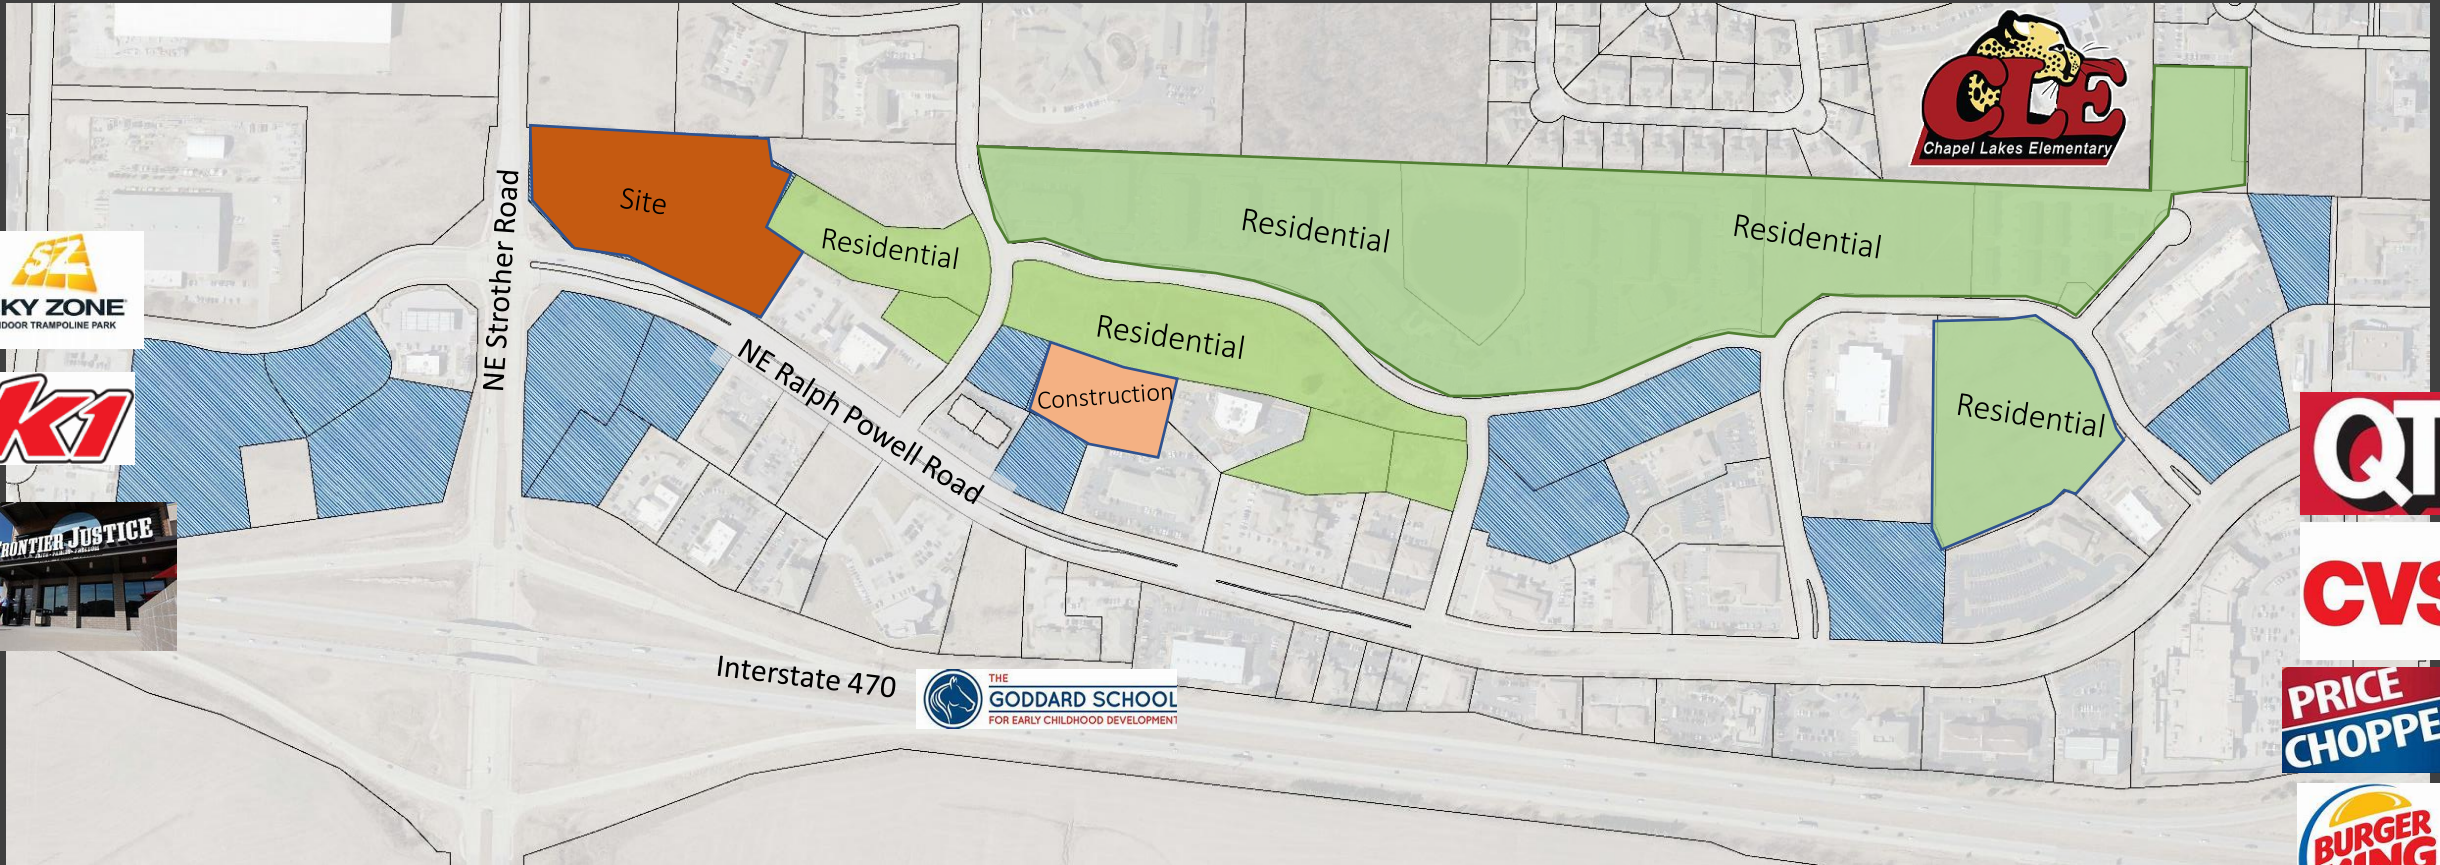 CLE
Chapel Lakes Elementary
Site
NE Strother Road
Residential
Residential
Residential
SZ
KY ZONE
DOOR TRAMPOLINE PARK
Residential
NE Ralph Powell Road
Construction
Residential
K1
QT
FRONTIER JUSTICE
CVS
Interstate 470
THE
GODDARD SCHOOL
FOR EARLY CHILDHOOD DEVELOPMENT
PRICE
CHOPPE
BURGER